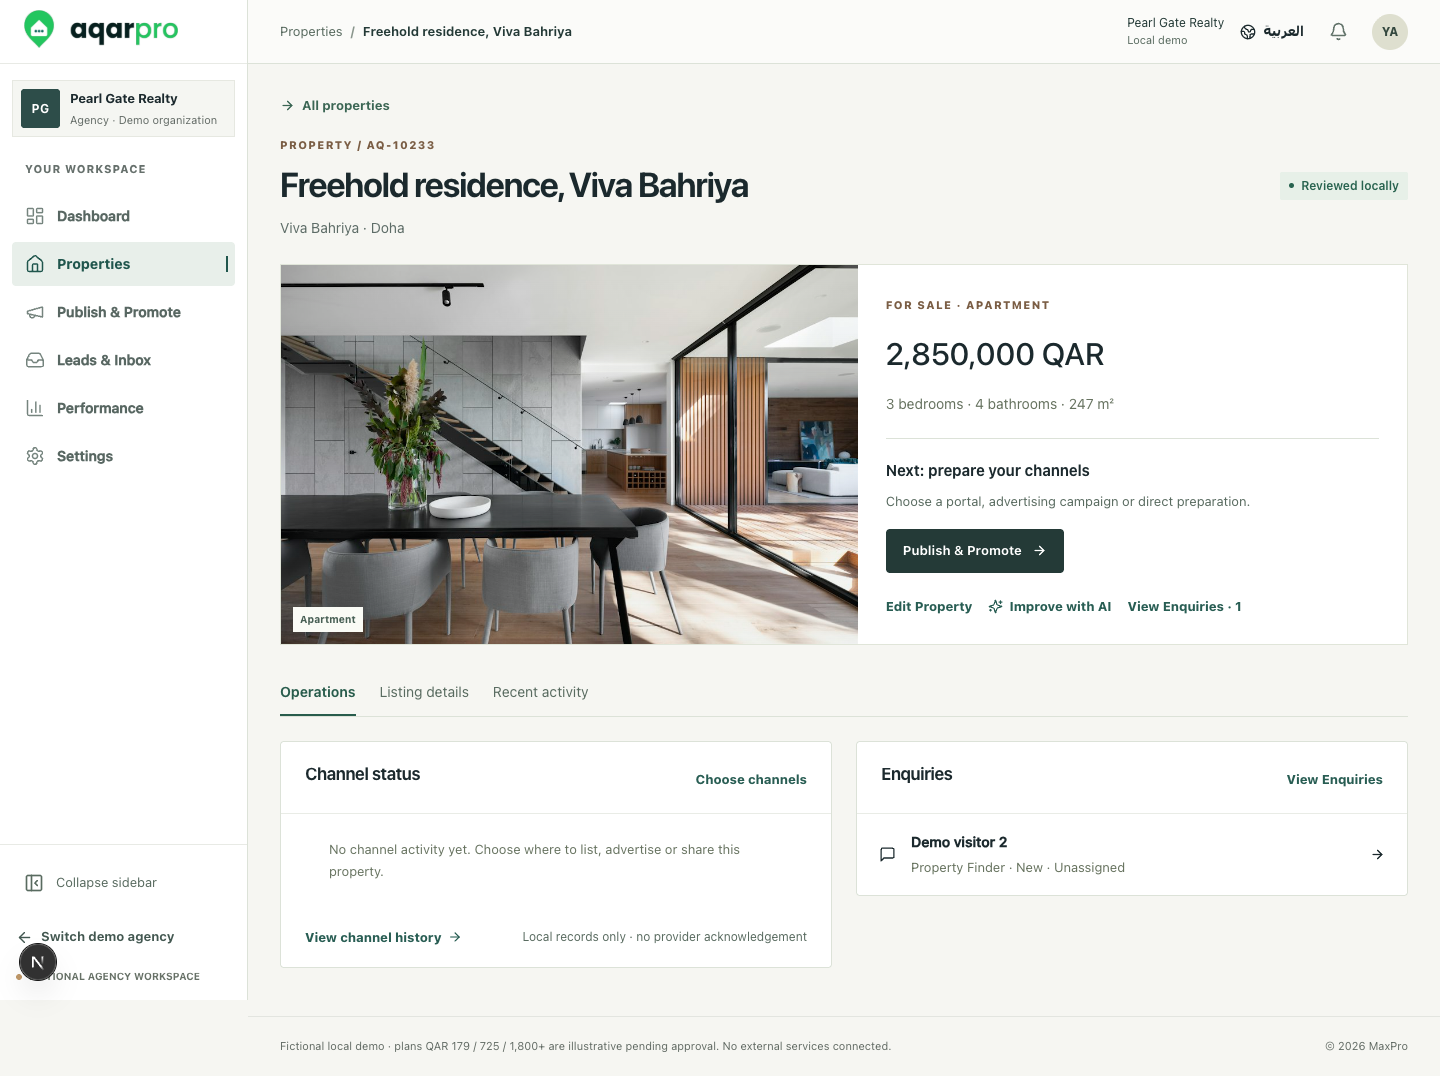 aqarpro
Properties / Freehold residence, Viva Bahriya
Pearl Gate Realty
Local demo
العربية
YA
PG
Pearl Gate Realty
Agency · Demo organization
YOUR WORKSPACE
Dashboard
Properties
Publish & Promote
Leads & Inbox
Performance
Settings
Collapse sidebar
Switch demo agency
N
IONAL AGENCY WORKSPACE
All properties
PROPERTY / AQ-10233
Freehold residence, Viva Bahriya
Reviewed locally
Viva Bahriya · Doha
Apartment
FOR SALE · APARTMENT
2,850,000 QAR
3 bedrooms · 4 bathrooms · 247 m²
Next: prepare your channels
Choose a portal, advertising campaign or direct preparation.
Publish & Promote
Edit Property Improve with AI View Enquiries · 1
Operations Listing details Recent activity
Channel status
Choose channels
No channel activity yet. Choose where to list, advertise or share this
property.
View channel history
Local records only · no provider acknowledgement
Enquiries
View Enquiries
Demo visitor 2
Property Finder · New · Unassigned
Fictional local demo · plans QAR 179 / 725 / 1,800+ are illustrative pending approval. No external services connected.
© 2026 MaxPro